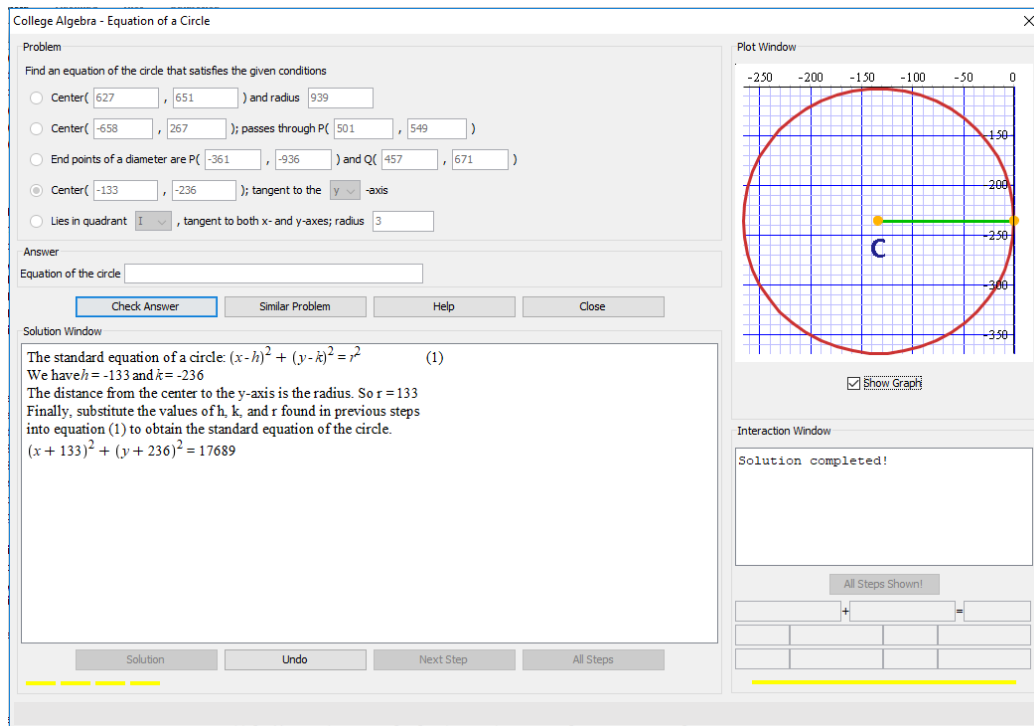 College Algebra - Equation of a Circle
Problem
Find an equation of the circle that satisfies the given conditions
Center( 627 , 651 ) and radius 939
Center( -658 , 267 ); passes through P( 501 , 549 )
End points of a diameter are P( -361 , -936 ) and Q( 457 , 671 )
Center( -133 , -236 ); tangent to the y -axis
Lies in quadrant I , tangent to both x- and y-axes; radius 3
Answer
Equation of the circle
Check Answer Similar Problem Help Close
Solution Window
The standard equation of a circle: (x - h)² + (y - k)² = r² (1)
We have h = -133 and k = -236
The distance from the center to the y-axis is the radius. So r = 133
Finally, substitute the values of h, k, and r found in previous steps
into equation (1) to obtain the standard equation of the circle.
(x + 133)² + (y + 236)² = 17689
Solution Undo Next Step All Steps
Plot Window
-250 -200 -150 -100 -50 0
-150
-200
-250
-300
-350
C
Show Graph
Interaction Window
Solution completed!
All Steps Shown!
+ =